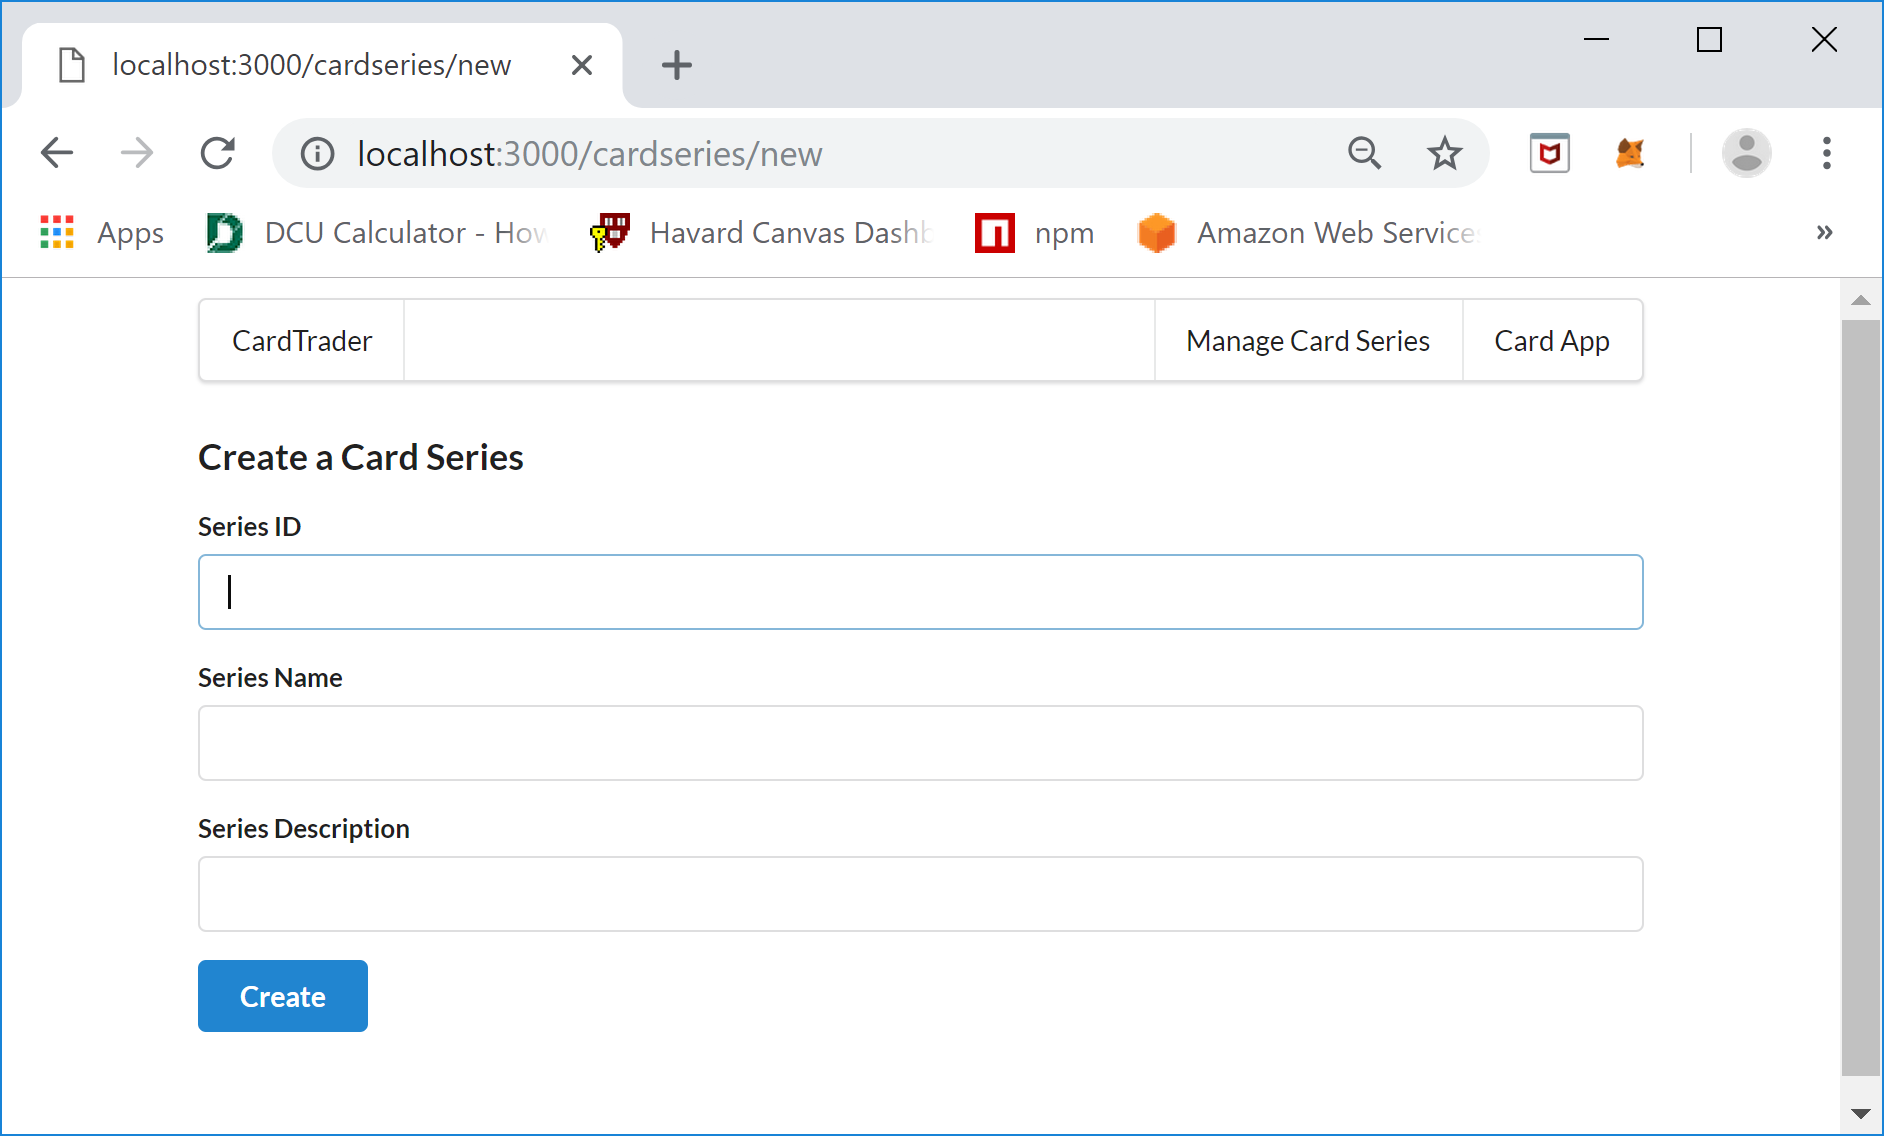 localhost:3000/cardseries/new
localhost:3000/cardseries/new
Apps DCU Calculator - How Havard Canvas Dashb npm Amazon Web Services »
CardTrader Manage Card Series Card App
Create a Card Series
Series ID
Series Name
Series Description
Create